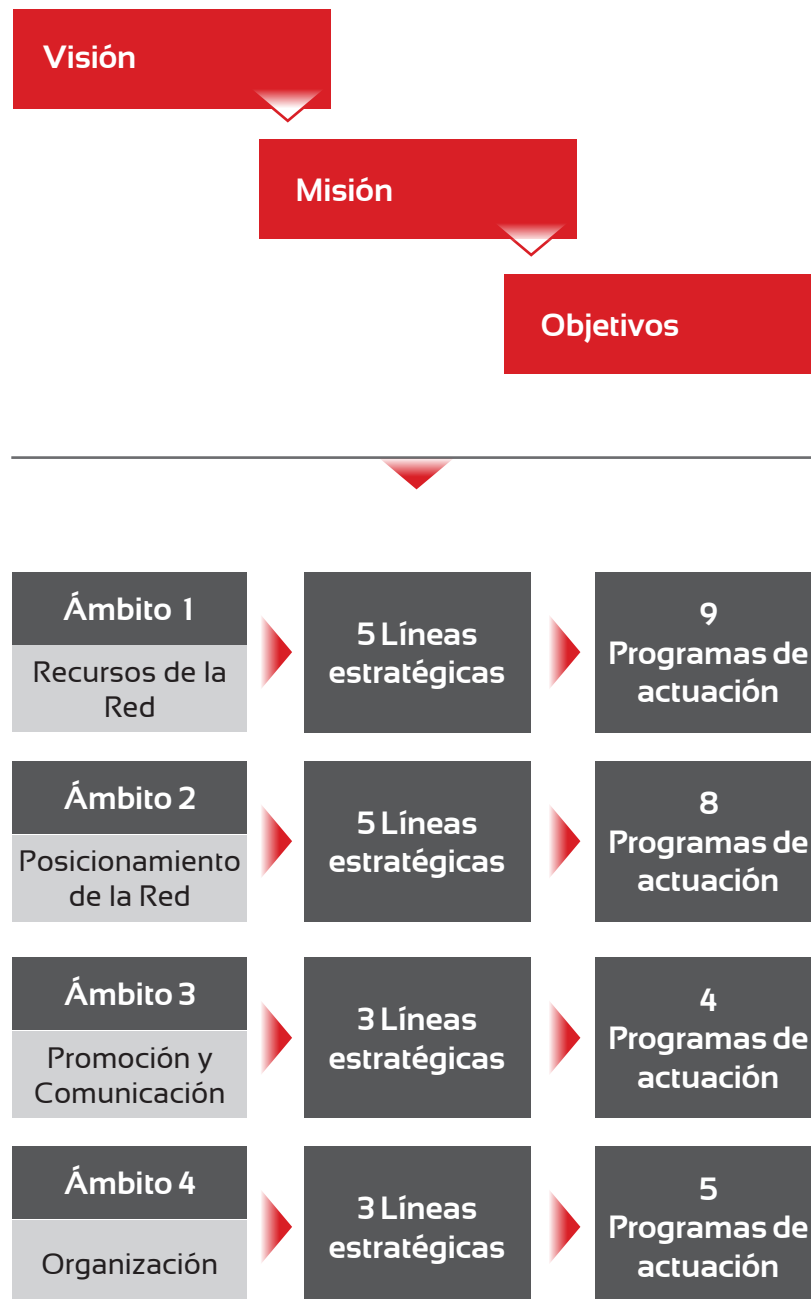 Visión
Misión
Objetivos
Ámbito 1
Recursos de la
Red
5 Líneas
estratégicas
9
Programas de
actuación
Ámbito 2
Posicionamiento
de la Red
5 Líneas
estratégicas
8
Programas de
actuación
Ámbito 3
Promoción y
Comunicación
3 Líneas
estratégicas
4
Programas de
actuación
Ámbito 4
Organización
3 Líneas
estratégicas
5
Programas de
actuación